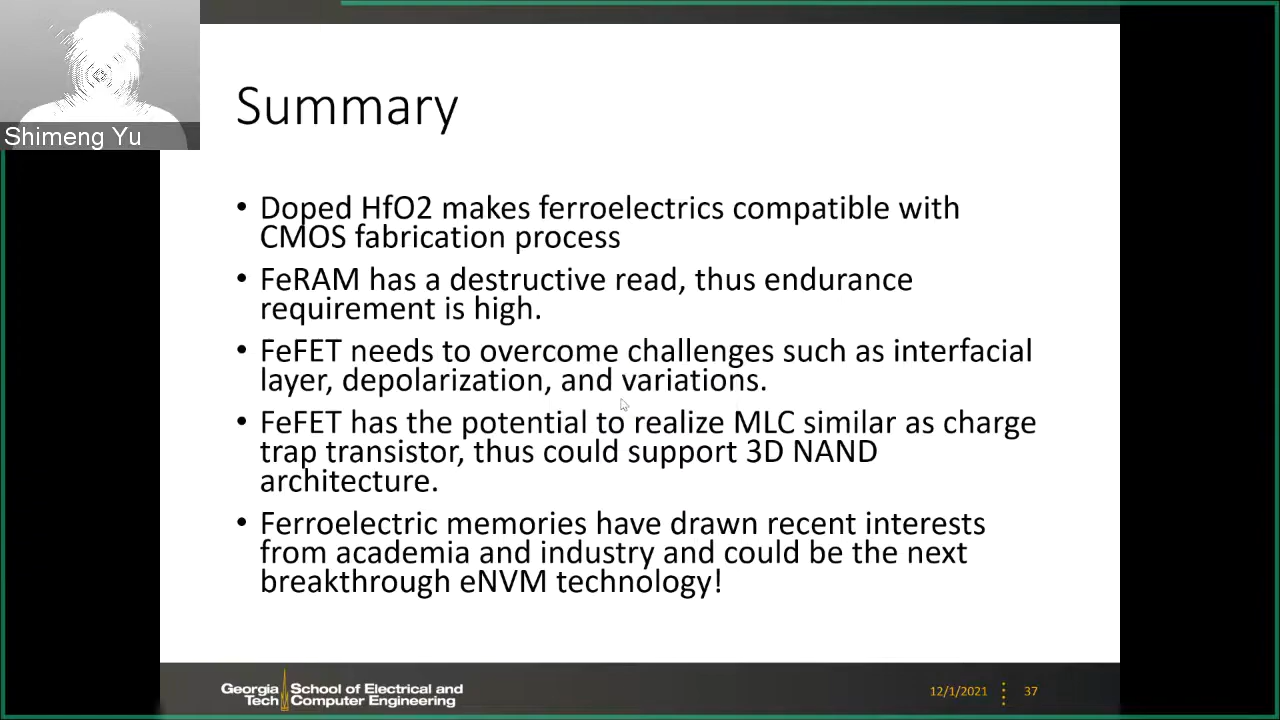 Shimeng Yu
Summary
• Doped HfO2 makes ferroelectrics compatible with
CMOS fabrication process
• FeRAM has a destructive read, thus endurance
requirement is high.
• FeFET needs to overcome challenges such as interfacial
layer, depolarization, and variations.
• FeFET has the potential to realize MLC similar as charge
trap transistor, thus could support 3D NAND
architecture.
• Ferroelectric memories have drawn recent interests
from academia and industry and could be the next
breakthrough eNVM technology!
Georgia Tech
School of Electrical and
Computer Engineering
12/1/2021
37